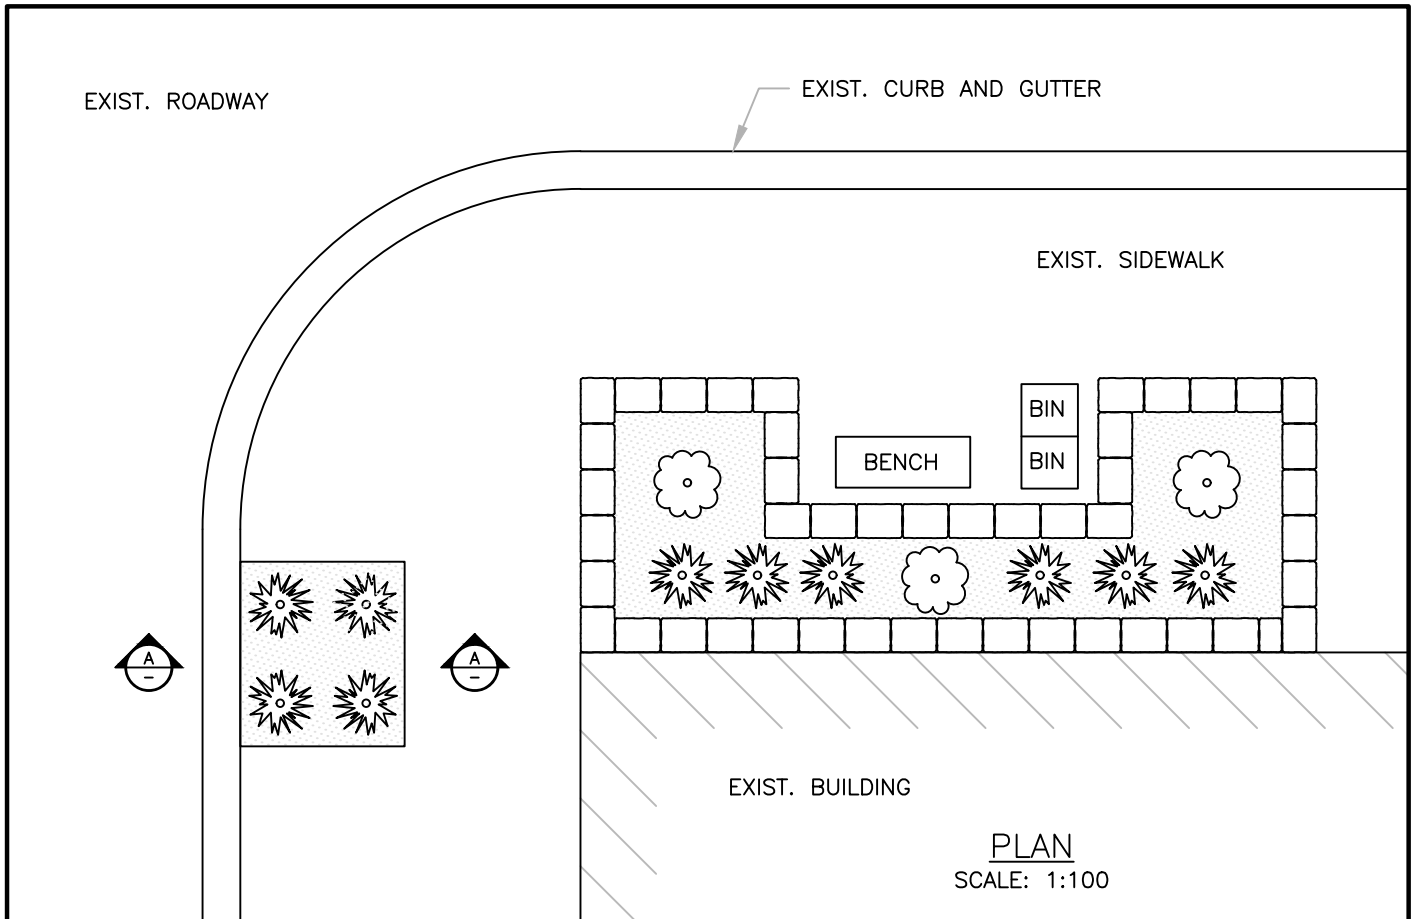 EXIST. CURB AND GUTTER
EXIST. ROADWAY
EXIST. SIDEWALK
BIN
BENCH
BIN
A
–
A
–
EXIST. BUILDING
PLAN
SCALE: 1:100